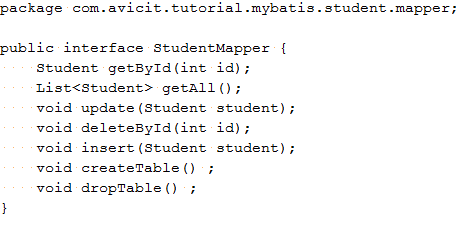 package com.avicit.tutorial.mybatis.student.mapper;
public interface StudentMapper {
    Student getById(int id);
    List<Student> getAll();
    void update(Student student);
    void deleteById(int id);
    void insert(Student student);
    void createTable() ;
    void dropTable() ;
}